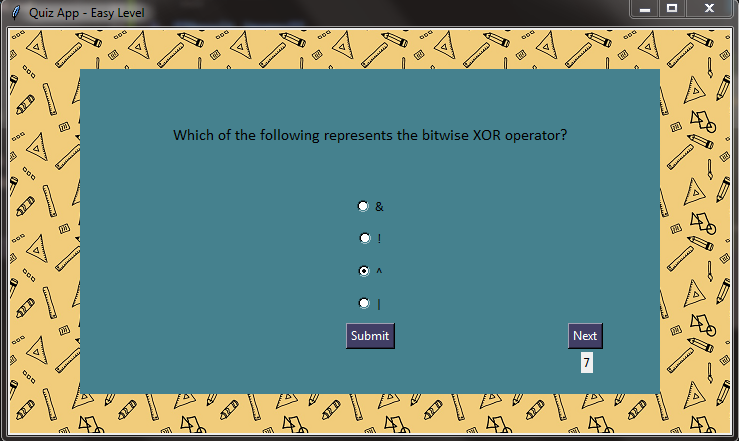 Quiz App - Easy Level
Which of the following represents the bitwise XOR operator?
&
!
^
|
Submit
Next
7